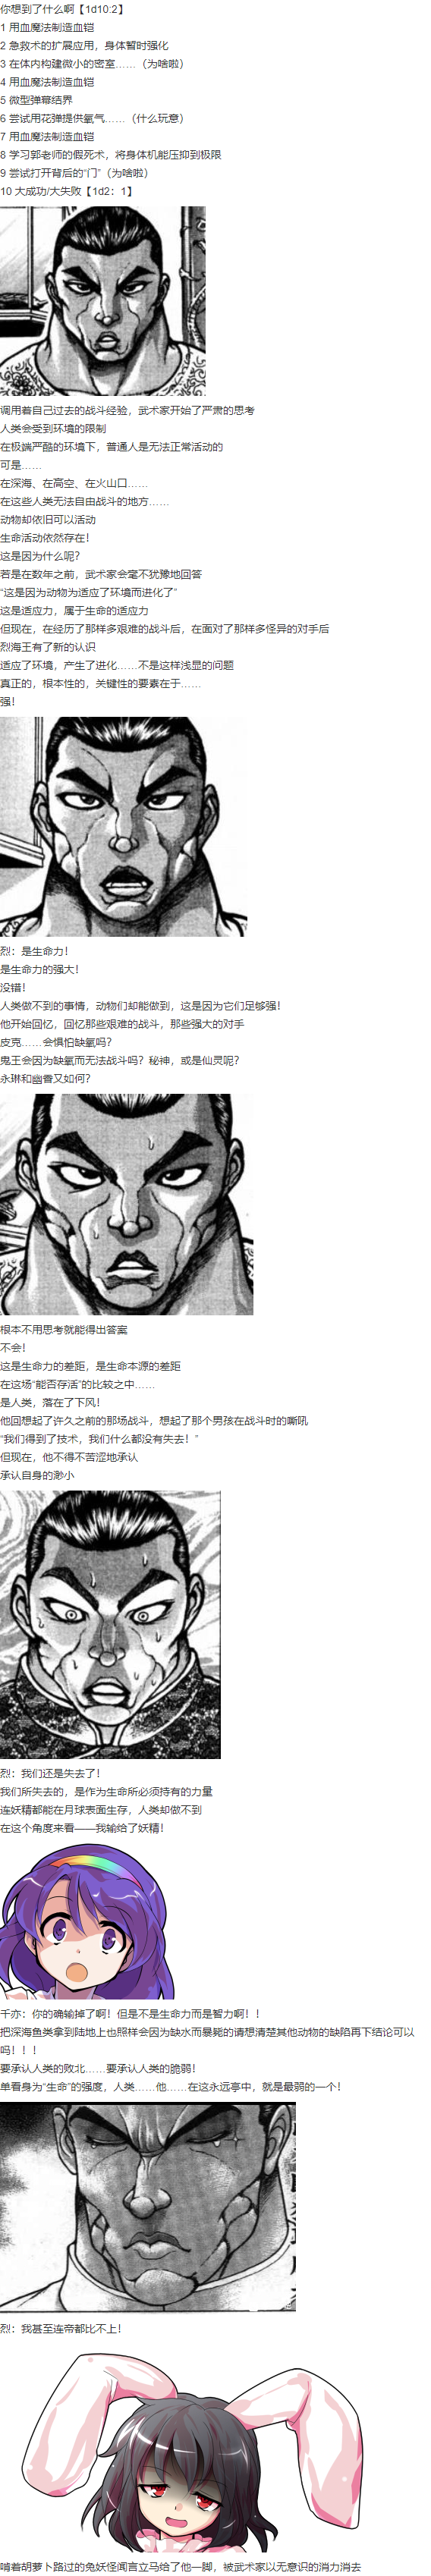 你想到了什么啊【1d10:2】
1 用血魔法制造血铠
2 急救术的扩展应用，身体暂时强化
3 在体内构建微小的密室……（为啥啦）
4 用血魔法制造血铠
5 微型弹幕结界
6 尝试用花弹提供氧气……（什么玩意）
7 用血魔法制造血铠
8 学习郭老师的假死术，将身体机能压抑到极限
9 尝试打开背后的“门”（为啥啦）
10 大成功/大失败【1d2：1】
调用着自己过去的战斗经验，武术家开始了严肃的思考
人类会受到环境的限制
在极端严酷的环境下，普通人是无法正常活动的
可是……
在深海、在高空、在火山口……
在这些人类无法自由战斗的地方……
动物却依旧可以活动
生命活动依然存在！
这是因为什么呢？
若是在数年之前，武术家会毫不犹豫地回答
“这是因为动物为适应了环境而进化了”
这是适应力，属于生命的适应力
但现在，在经历了那样多艰难的战斗后，在面对了那样多怪异的对手后
烈海王有了新的认识
适应了环境，产生了进化……不是这样浅显的问题
真正的，根本性的，关键性的要素在于……
强！
烈：是生命力！
是生命力的强大！
没错！
人类做不到的事情，动物们却能做到，这是因为它们足够强！
他开始回忆，回忆那些艰难的战斗，那些强大的对手
皮克……会惧怕缺氧吗？
鬼王会因为缺氧而无法战斗吗？秘神，或是仙灵呢？
永琳和幽香又如何？
根本不用思考就能得出答案
不会！
这是生命力的差距，是生命本源的差距
在这场“能否存活”的比较之中……
是人类，落在了下风！
他回想起了许久之前的那场战斗，想起了那个男孩在战斗时的嘶吼
“我们得到了技术，我们什么都没有失去！”
但现在，他不得不苦涩地承认
承认自身的渺小
烈：我们还是失去了！
我们所失去的，是作为生命所必须持有的力量
连妖精都能在月球表面生存，人类却做不到
在这个角度来看——我输给了妖精！
千亦：你的确输掉了啊！但是不是生命力而是智力啊！！
把深海鱼类拿到陆地上也照样会因为缺水而暴毙的请想清楚其他动物的缺陷再下结论可以
吗！！！
要承认人类的败北……要承认人类的脆弱！
单看身为“生命”的强度，人类……他……在这永远亭中，就是最弱的一个！
烈：我甚至连帝都比不上！
啃着胡萝卜路过的兔妖怪闻言立马给了他一脚，被武术家以无意识的消力消去